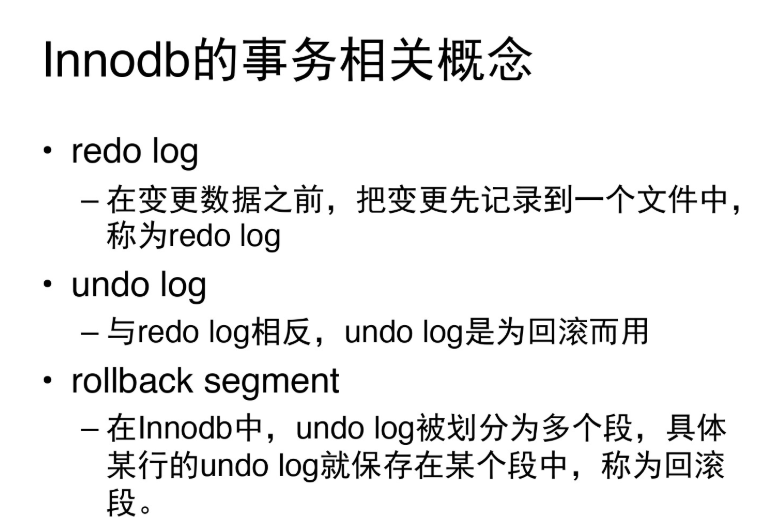 Innodb的事务相关概念
• redo log
– 在变更数据之前，把变更先记录到一个文件中，
称为redo log
• undo log
– 与redo log相反，undo log是为回滚而用
• rollback segment
– 在Innodb中，undo log被划分为多个段，具体
某行的undo log就保存在某个段中，称为回滚
段。